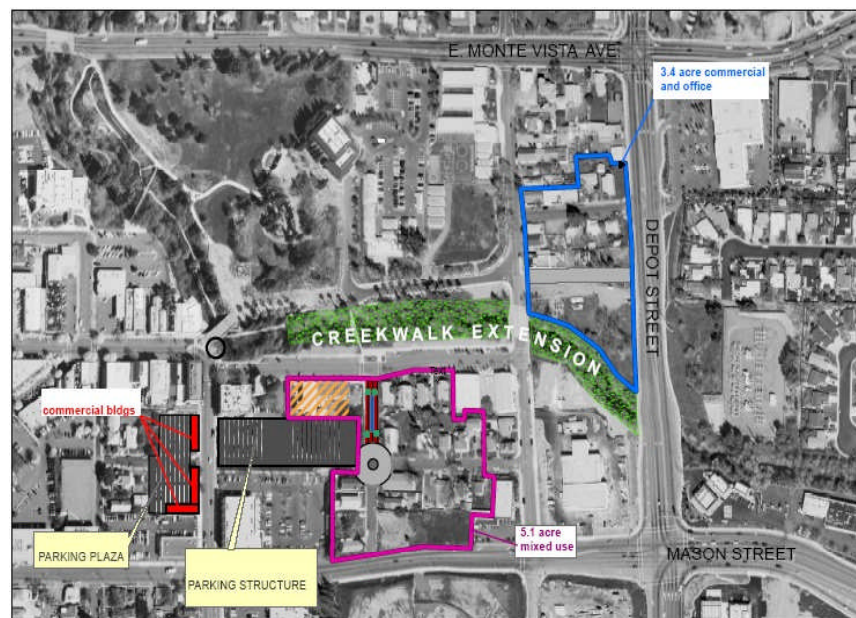 E. MONTE VISTA AVE
3.4 acre commercial
and office
DEPOT STREET
CREEKWALK EXTENSION
Text
commercial bldgs
PARKING PLAZA
PARKING STRUCTURE
5.1 acre
mixed use
MASON STREET